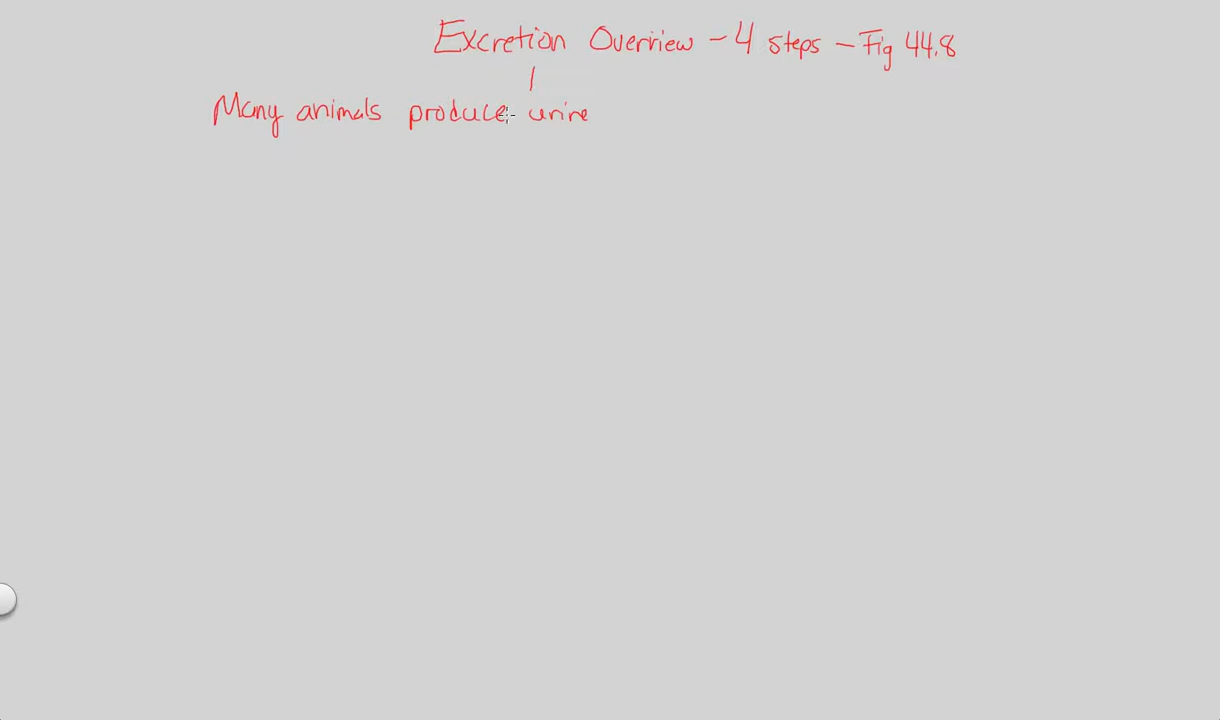 Excretion Overview - 4 steps - Fig 44.8
Many animals produce urine